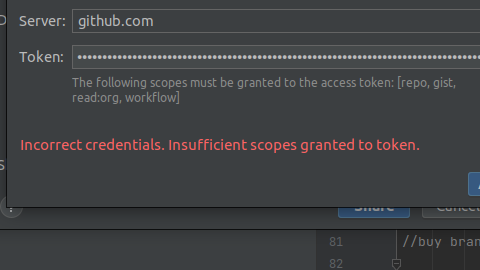 Server: github.com
Token: ••••••••••••••••••••••••••••••••••••••••••••••••••••••••••••••••••••••••••••••••
The following scopes must be granted to the access token: [repo, gist,
read:org, workflow]
Incorrect credentials. Insufficient scopes granted to token.
Share Cancel
81 //buy bran
82